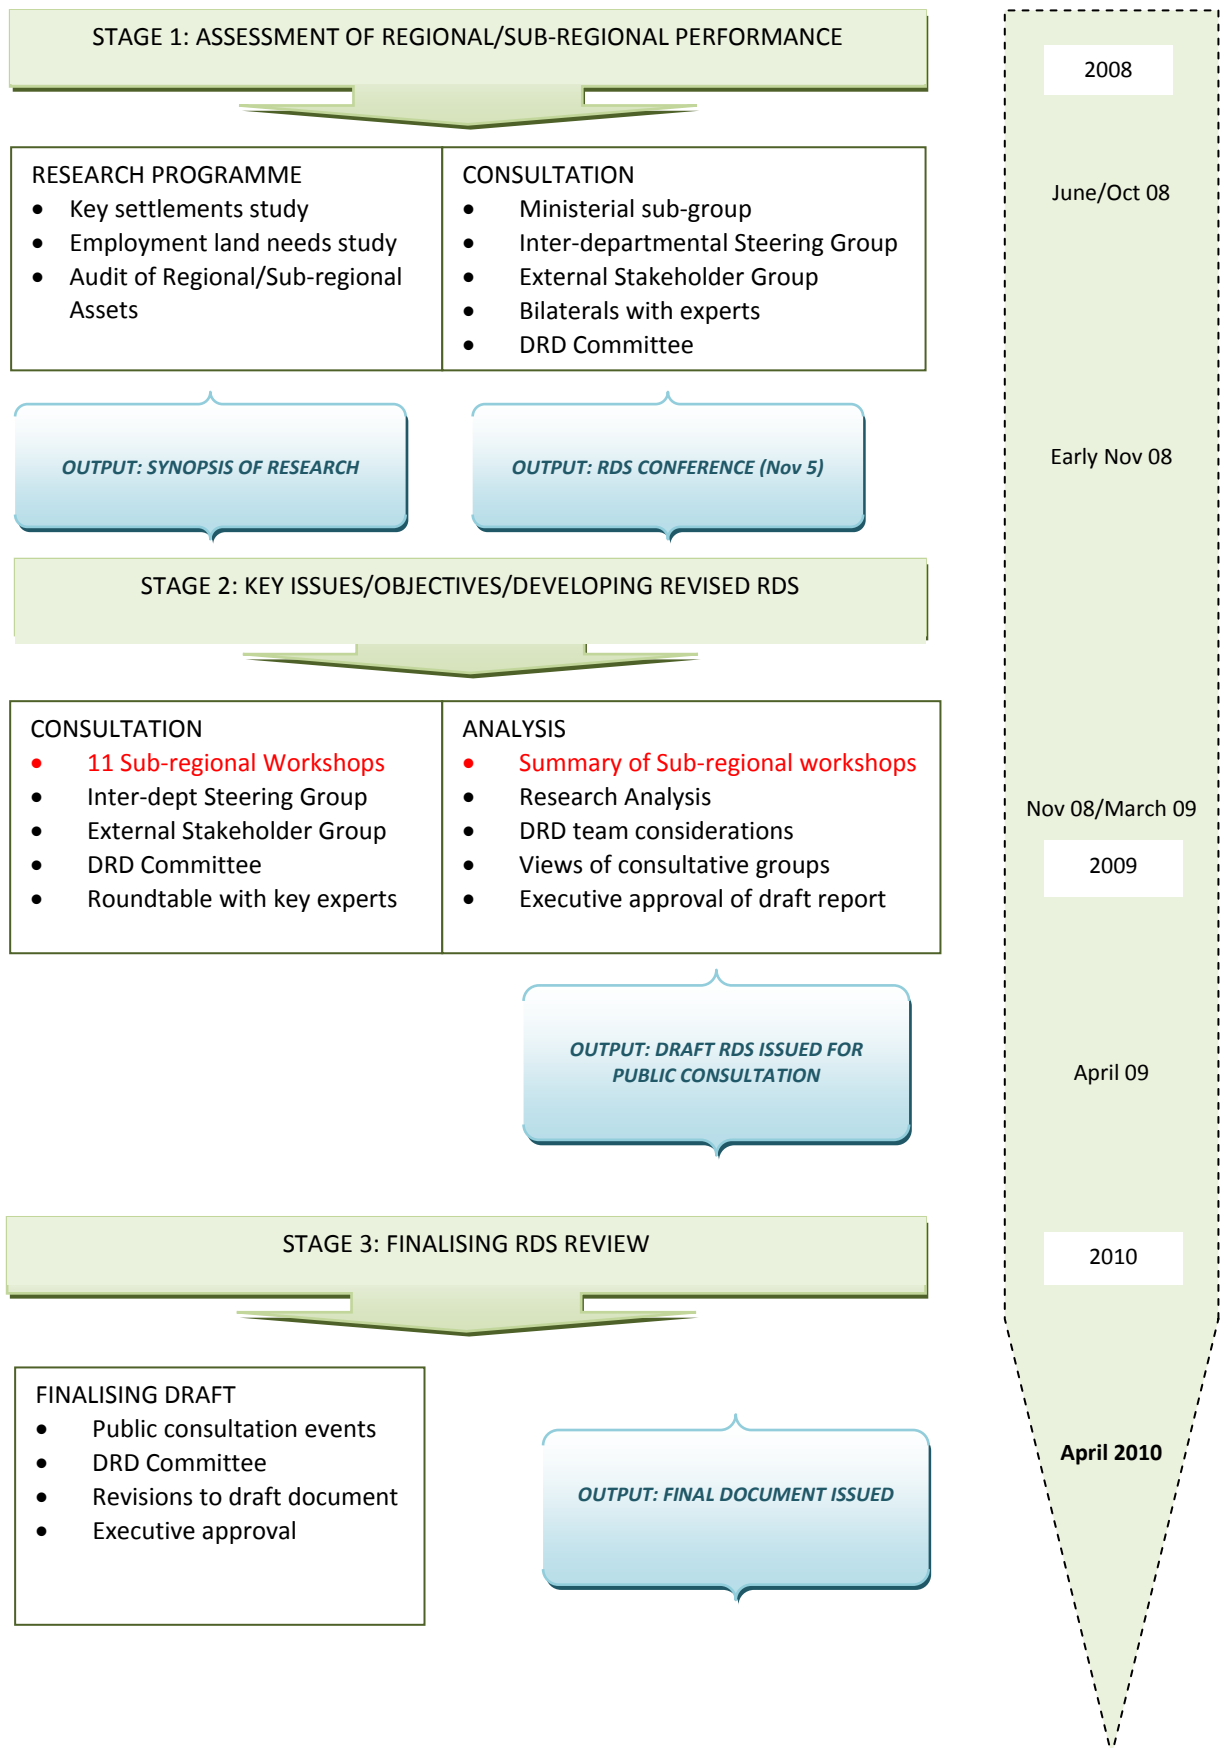 STAGE 1: ASSESSMENT OF REGIONAL/SUB-REGIONAL PERFORMANCE
2008
RESEARCH PROGRAMME
• Key settlements study
• Employment land needs study
• Audit of Regional/Sub-regional
Assets
CONSULTATION
• Ministerial sub-group
• Inter-departmental Steering Group
• External Stakeholder Group
• Bilaterals with experts
• DRD Committee
June/Oct 08
OUTPUT: SYNOPSIS OF RESEARCH
OUTPUT: RDS CONFERENCE (Nov 5)
Early Nov 08
STAGE 2: KEY ISSUES/OBJECTIVES/DEVELOPING REVISED RDS
CONSULTATION
• 11 Sub-regional Workshops
• Inter-dept Steering Group
• External Stakeholder Group
• DRD Committee
• Roundtable with key experts
ANALYSIS
• Summary of Sub-regional workshops
• Research Analysis
• DRD team considerations
• Views of consultative groups
• Executive approval of draft report
Nov 08/March 09
2009
OUTPUT: DRAFT RDS ISSUED FOR
PUBLIC CONSULTATION
April 09
STAGE 3: FINALISING RDS REVIEW
2010
FINALISING DRAFT
• Public consultation events
• DRD Committee
• Revisions to draft document
• Executive approval
OUTPUT: FINAL DOCUMENT ISSUED
April 2010